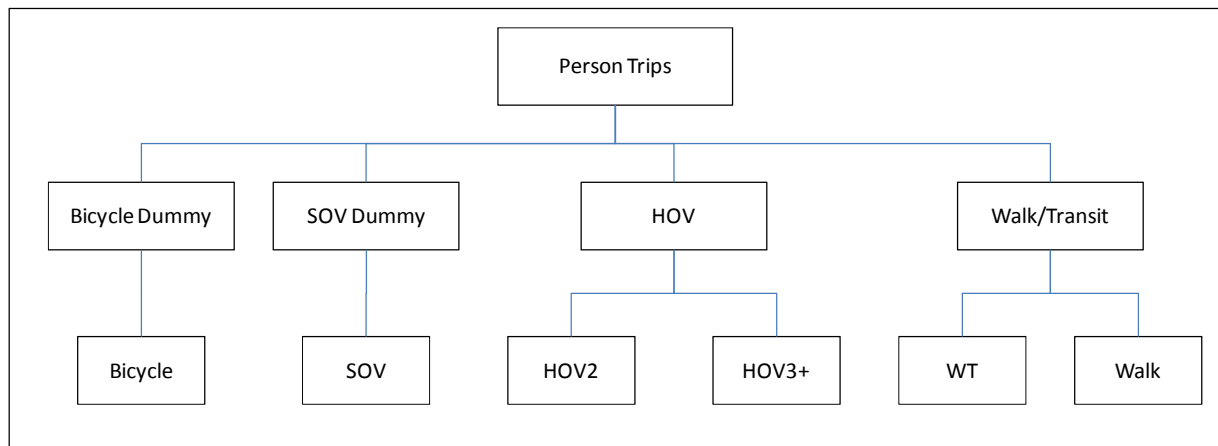 Person Trips
Bicycle Dummy
SOV Dummy
HOV
Walk/Transit
Bicycle
SOV
HOV2
HOV3+
WT
Walk